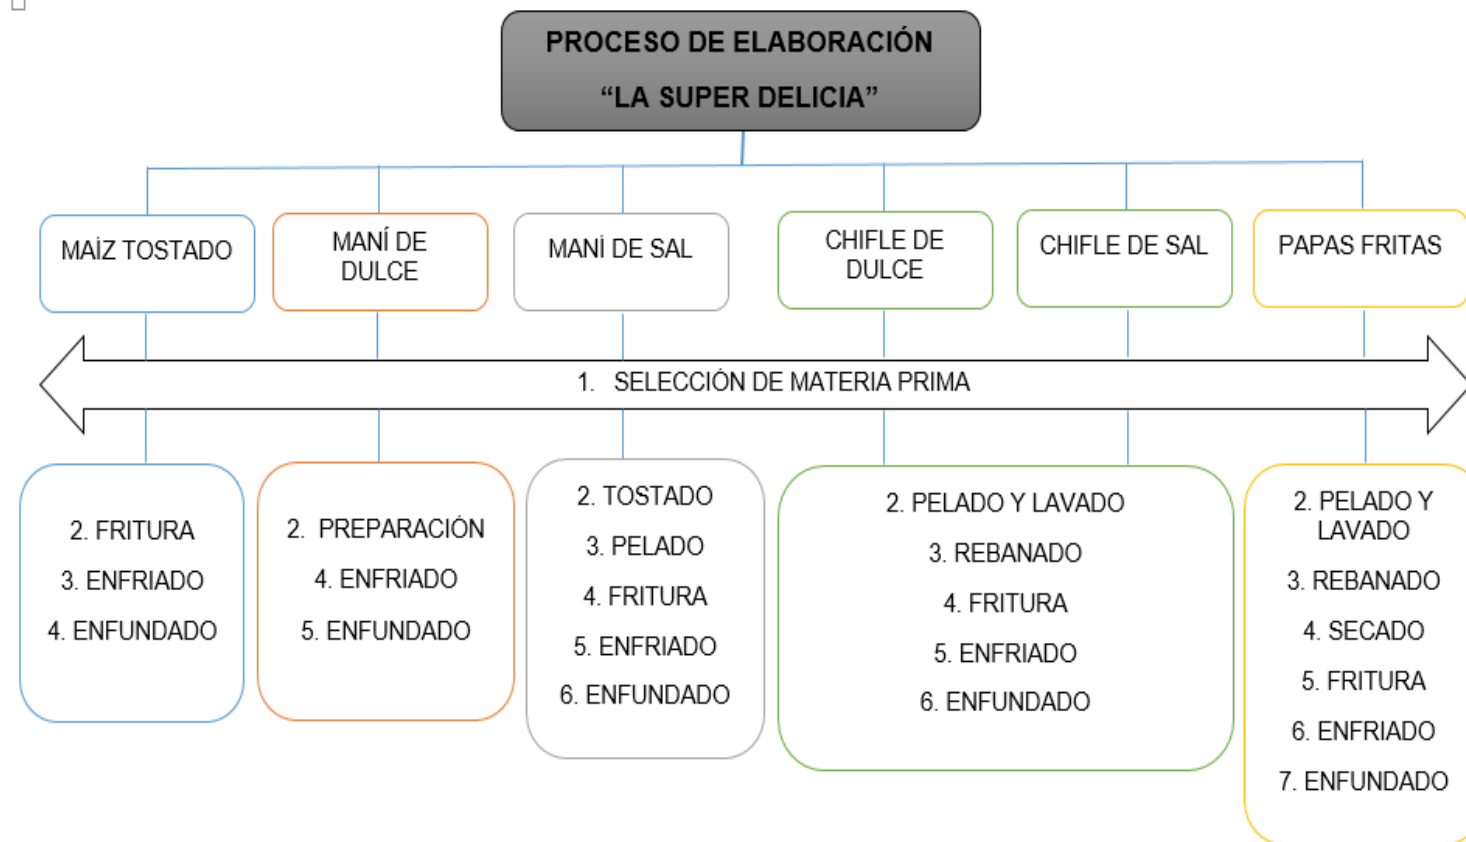 PROCESO DE ELABORACIÓN
“LA SUPER DELICIA”
MAÍZ TOSTADO
MANÍ DE
DULCE
MANÍ DE SAL
CHIFLE DE
DULCE
CHIFLE DE SAL
PAPAS FRITAS
1. SELECCIÓN DE MATERIA PRIMA
2. FRITURA
3. ENFRIADO
4. ENFUNDADO
2. PREPARACIÓN
4. ENFRIADO
5. ENFUNDADO
2. TOSTADO
3. PELADO
4. FRITURA
5. ENFRIADO
6. ENFUNDADO
2. PELADO Y LAVADO
3. REBANADO
4. FRITURA
5. ENFRIADO
6. ENFUNDADO
2. PELADO Y
LAVADO
3. REBANADO
4. SECADO
5. FRITURA
6. ENFRIADO
7. ENFUNDADO